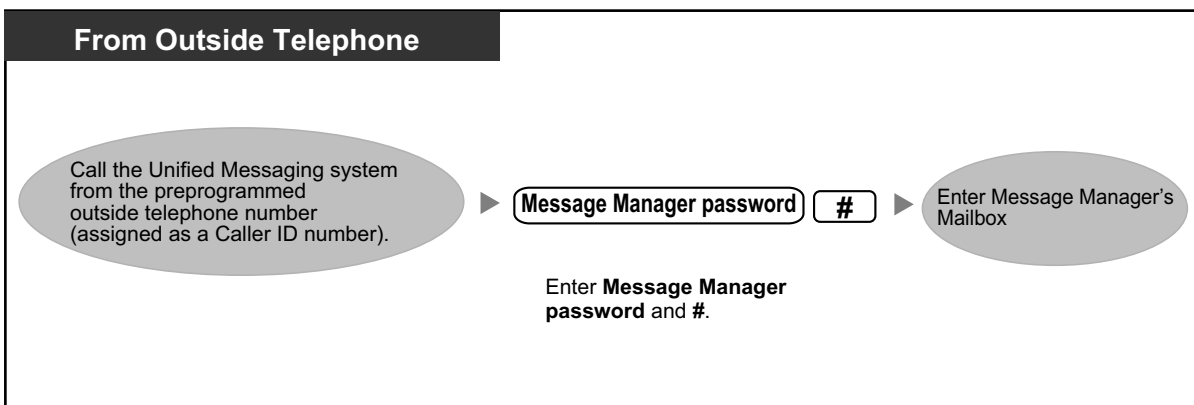 From Outside Telephone
Call the Unified Messaging system
from the preprogrammed
outside telephone number
(assigned as a Caller ID number).
Message Manager password #
Enter Message Manager's
Mailbox
Enter Message Manager
password and #.